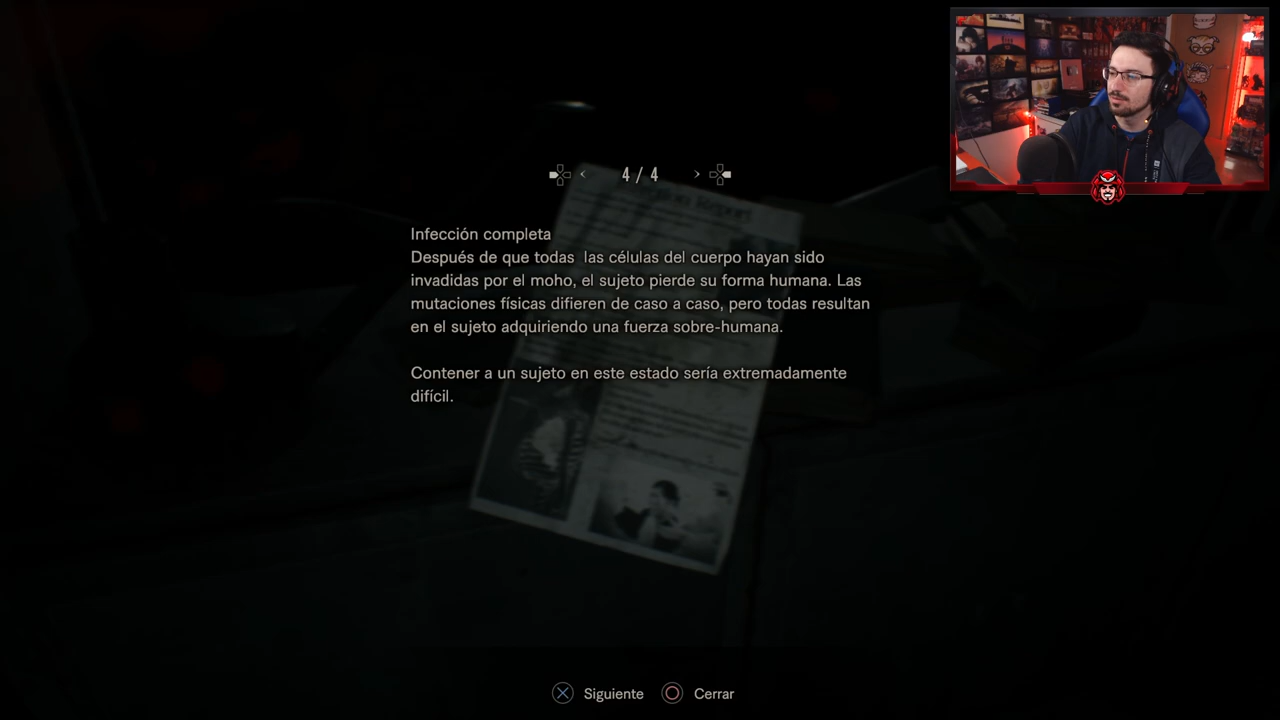 4 / 4
Infección completa
Después de que todas las células del cuerpo hayan sido
invadidas por el moho, el sujeto pierde su forma humana. Las
mutaciones físicas difieren de caso a caso, pero todas resultan
en el sujeto adquiriendo una fuerza sobre-humana.
Contener a un sujeto en este estado sería extremadamente
difícil.
Siguiente
Cerrar